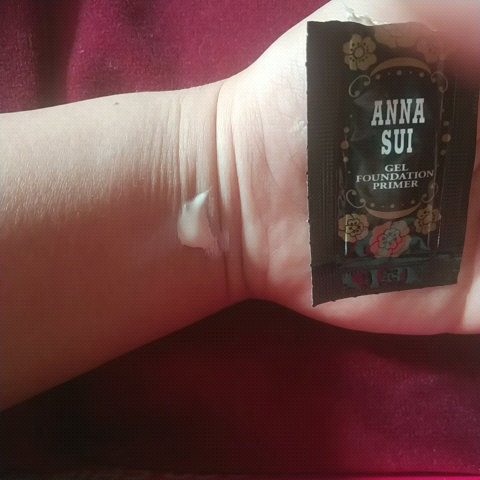 ANNA
SUI
GEL
FOUNDATION
PRIMER